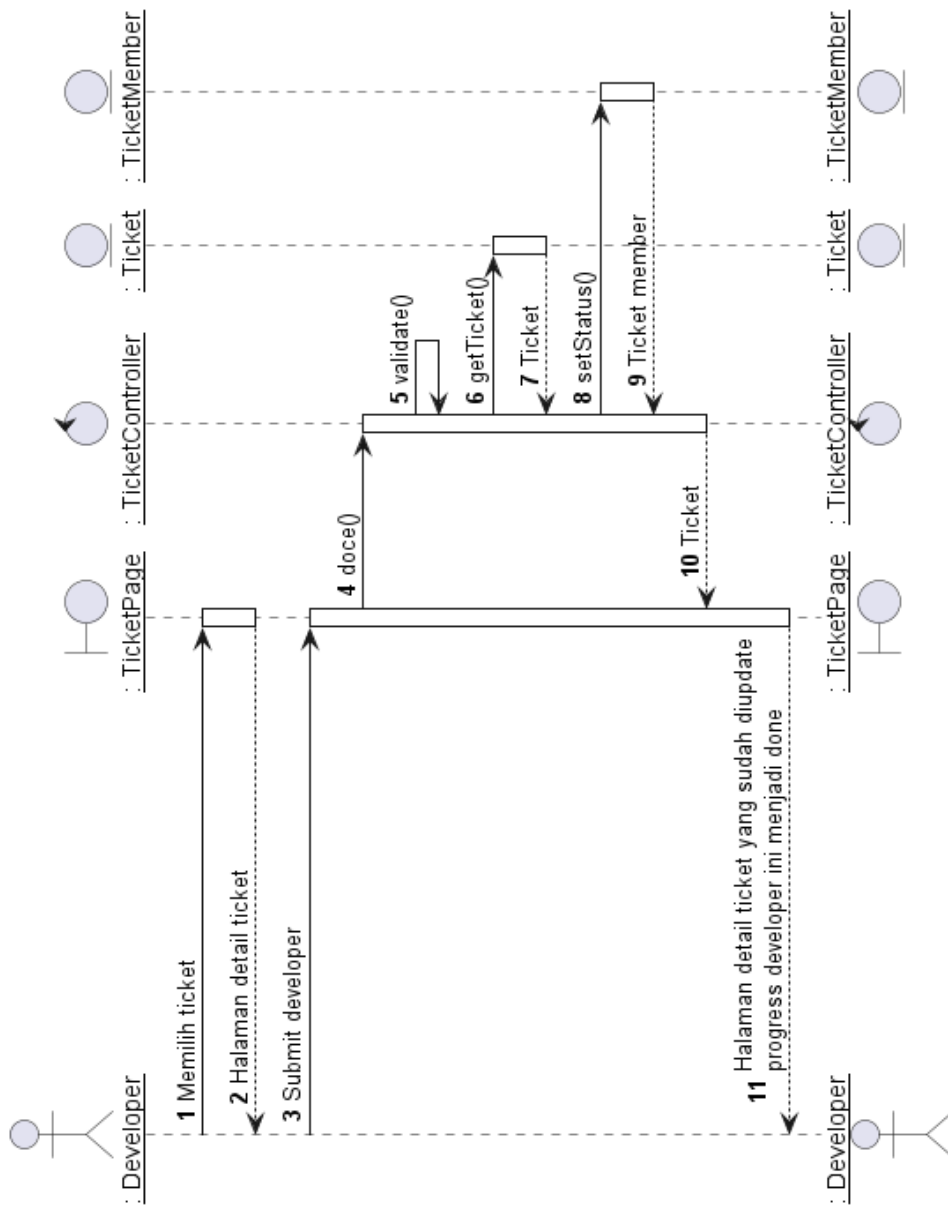 : Developer
: TicketPage
: TicketController
: Ticket
: TicketMember
1 Memilih ticket
2 Halaman detail ticket
3 Submit developer
4 doce()
5 validate()
6 getTicket()
7 Ticket
8 setStatus()
9 Ticket member
10 Ticket
11 Halaman detail ticket yang sudah diupdate
progress developer ini menjadi done
: Developer
: TicketPage
: TicketController
: Ticket
: TicketMember